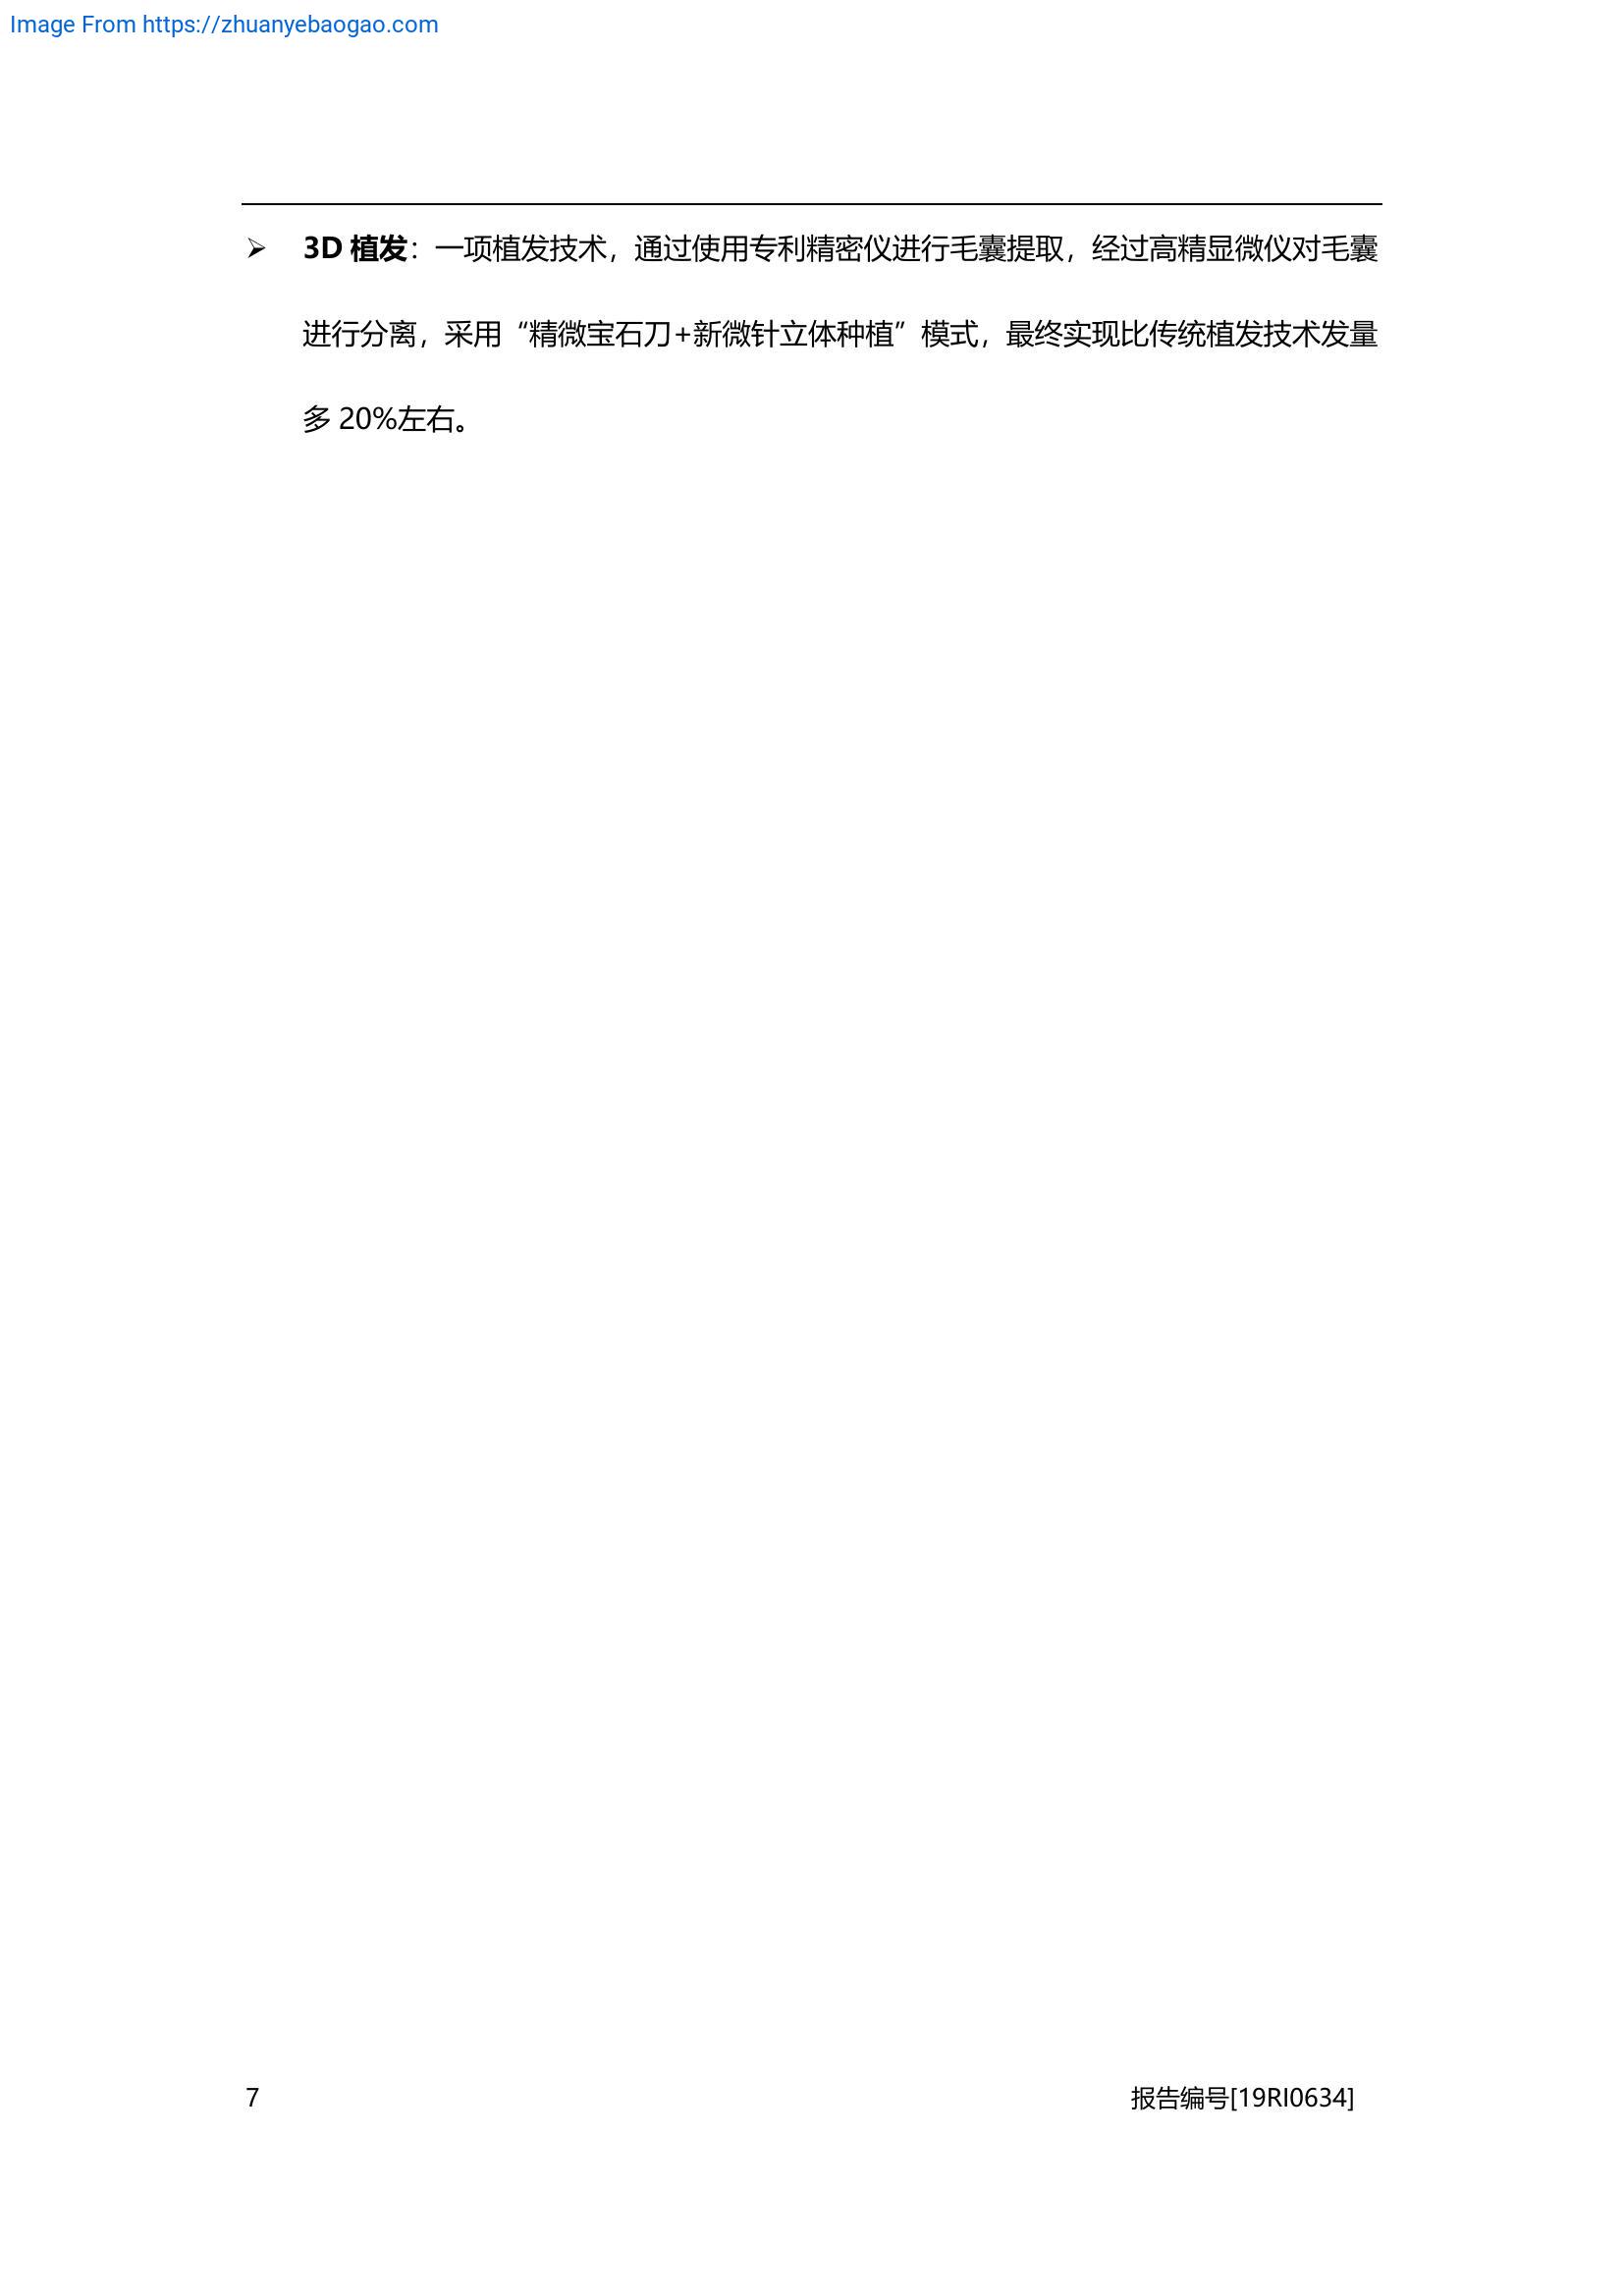 Image From https://zhuanyebaogao.com
➢ 3D 植发：一项植发技术，通过使用专利精密仪进行毛囊提取，经过高精显微仪对毛囊
进行分离，采用“精微宝石刀+新微针立体种植”模式，最终实现比传统植发技术发量
多 20%左右。
7 报告编号[19RI0634]